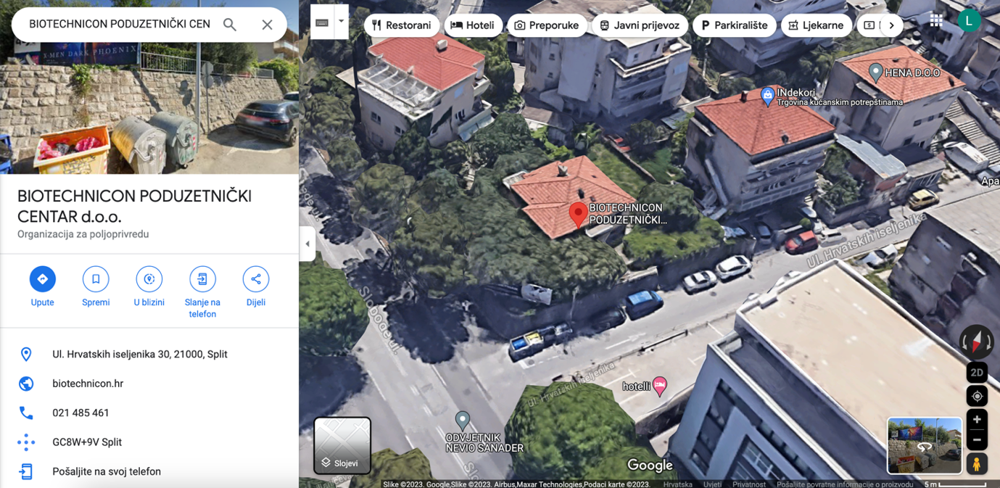 BIOTECHNICON PODUZETNIČKI CEN
X-MEN DARK PHOENIX
BIOTECHNICON PODUZETNIČKI
CENTAR d.o.o.
Organizacija za poljoprivredu
Upute
Spremi
U blizini
Slanje na
telefon
Dijeli
Ul. Hrvatskih iseljenika 30, 21000, Split
biotechnicon.hr
021 485 461
GC8W+9V Split
Pošaljite na svoj telefon
Restorani
Hoteli
Preporuke
Javni prijevoz
Parkiralište
Ljekarne
L
HENA D.O.O
INdekori
Trgovina kućanskim potrepštinama
Apa
BIOTECHNICON
PODUZETNIČKI...
Ul. Hrvatskih iseljenika
Slobode ul.
Ul. Hrvatskih iseljenika
hotelli
ODVJETNIK
NEVIO SANADER
Slojevi
Google
2D
Slike ©2023. Google,Slike ©2023. Airbus,Maxar Technologies,Podaci karte ©2023.
Hrvatska
Uvjeti
Privatnost
Pošaljite povratne informacije o proizvodu
5 m